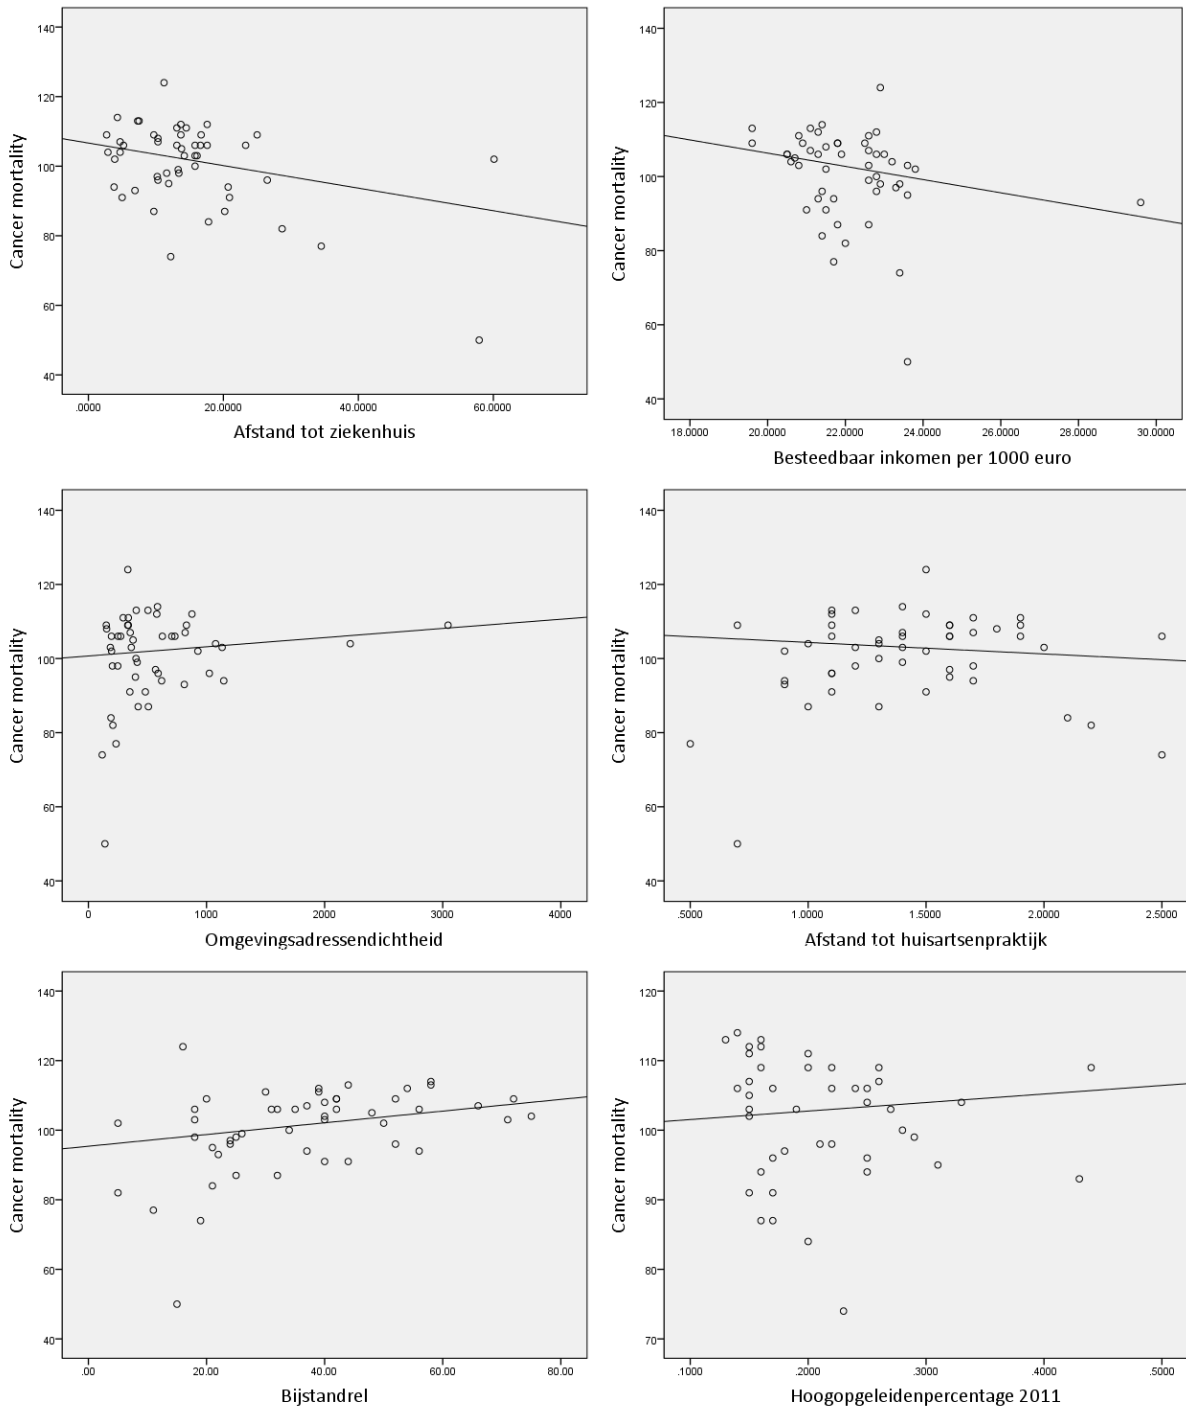 Cancer mortality
140
120
100
80
60
40
.0000 20.0000 40.0000 60.0000
Afstand tot ziekenhuis
Cancer mortality
140
120
100
80
60
40
18.0000 20.0000 22.0000 24.0000 26.0000 28.0000 30.0000
Besteedbaar inkomen per 1000 euro
Cancer mortality
140
120
100
80
60
40
0 1000 2000 3000 4000
Omgevingsadressendichtheid
Cancer mortality
140
120
100
80
60
40
.5000 1.0000 1.5000 2.0000 2.5000
Afstand tot huisartsenpraktijk
Cancer mortality
140
120
100
80
60
40
.00 20.00 40.00 60.00 80.00
Bijstandrel
Cancer mortality
120
110
100
90
80
70
.1000 .2000 .3000 .4000 .5000
Hoogopgeleidenpercentage 2011